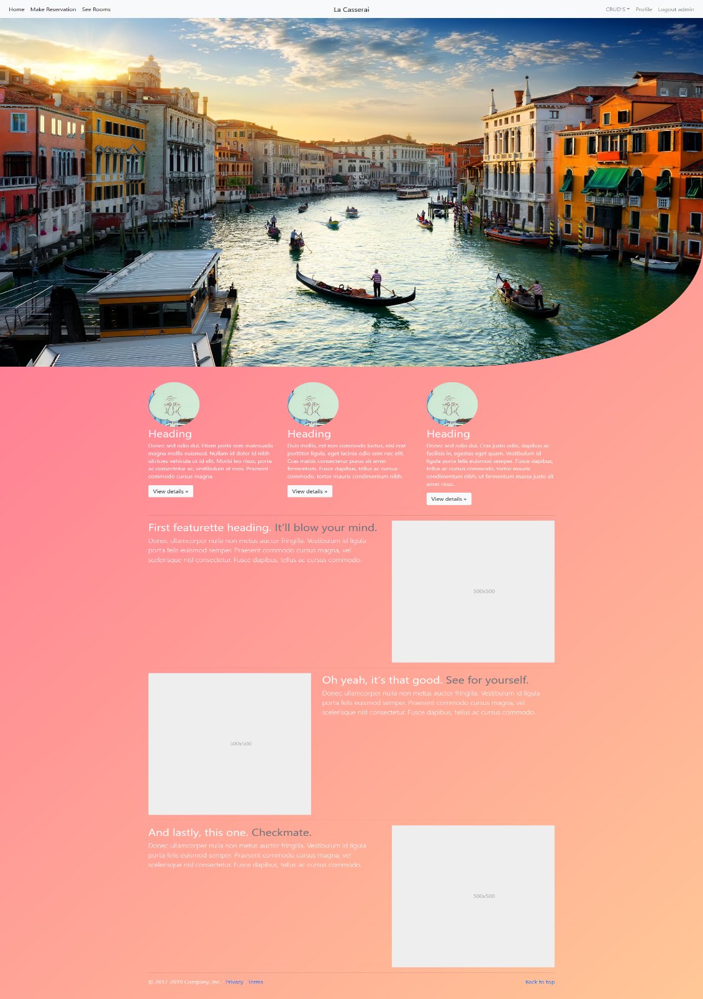 Home Make Reservation See Rooms
La Casserai
CRUD'S Profile Logout admin
Heading
Donec sed odio dui. Etiam porta sem malesuada
magna mollis euismod. Nullam id dolor id nibh
ultricies vehicula ut id elit. Morbi leo risus, porta
ac consectetur ac, vestibulum at eros. Praesent
commodo cursus magna.
View details »
Heading
Duis mollis, est non commodo luctus, nisi erat
porttitor ligula, eget lacinia odio sem nec elit.
Cras mattis consectetur purus sit amet
fermentum. Fusce dapibus, tellus ac cursus
commodo, tortor mauris condimentum nibh.
View details »
Heading
Donec sed odio dui. Cras justo odio, dapibus ac
facilisis in, egestas eget quam. Vestibulum id
ligula porta felis euismod semper. Fusce dapibus,
tellus ac cursus commodo, tortor mauris
condimentum nibh, ut fermentum massa justo sit
amet risus.
View details »
First featurette heading. It'll blow your mind.
Donec ullamcorper nulla non metus auctor fringilla. Vestibulum id ligula
porta felis euismod semper. Praesent commodo cursus magna, vel
scelerisque nisl consectetur. Fusce dapibus, tellus ac cursus commodo.
500x500
500x500
Oh yeah, it's that good. See for yourself.
Donec ullamcorper nulla non metus auctor fringilla. Vestibulum id ligula
porta felis euismod semper. Praesent commodo cursus magna, vel
scelerisque nisl consectetur. Fusce dapibus, tellus ac cursus commodo.
And lastly, this one. Checkmate.
Donec ullamcorper nulla non metus auctor fringilla. Vestibulum id ligula
porta felis euismod semper. Praesent commodo cursus magna, vel
scelerisque nisl consectetur. Fusce dapibus, tellus ac cursus commodo.
500x500
© 2017-2019 Company, Inc. · Privacy · Terms
Back to top